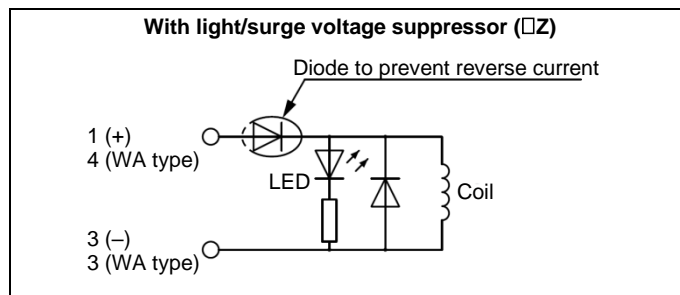 With light/surge voltage suppressor (□Z)
Diode to prevent reverse current
1 (+)
4 (WA type)
LED
Coil
3 (–)
3 (WA type)